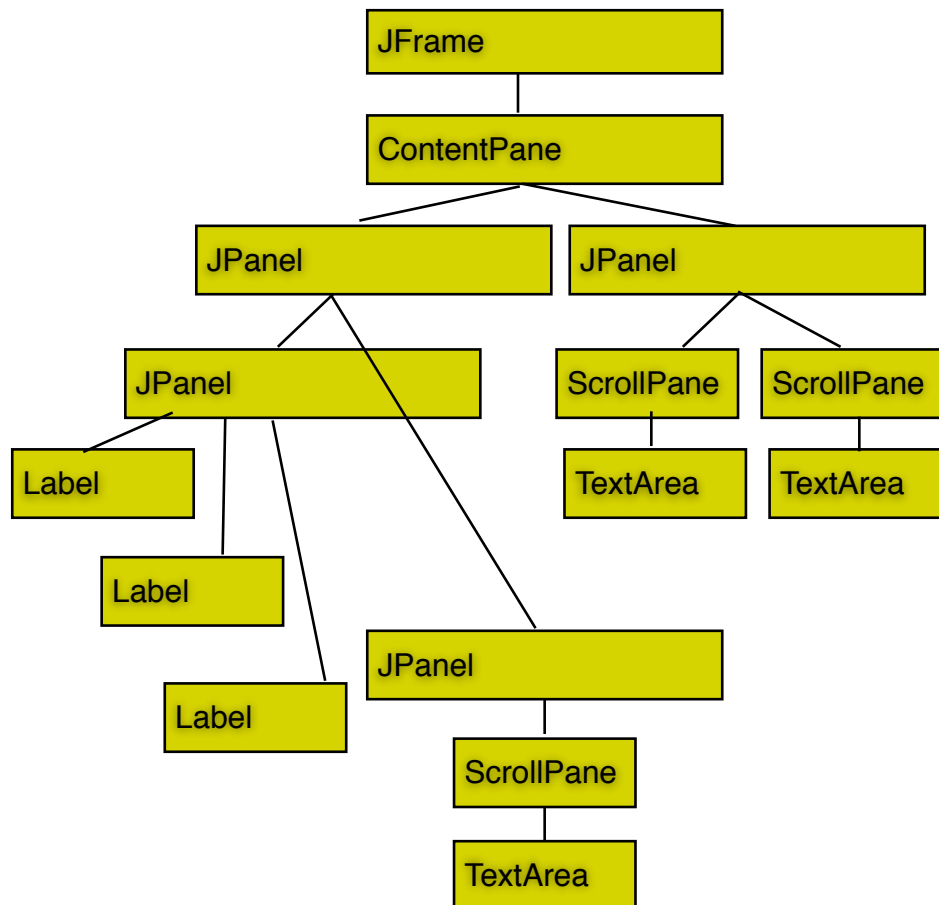 JFrame
ContentPane
JPanel
JPanel
JPanel
ScrollPane
ScrollPane
Label
TextArea
TextArea
Label
JPanel
Label
ScrollPane
TextArea